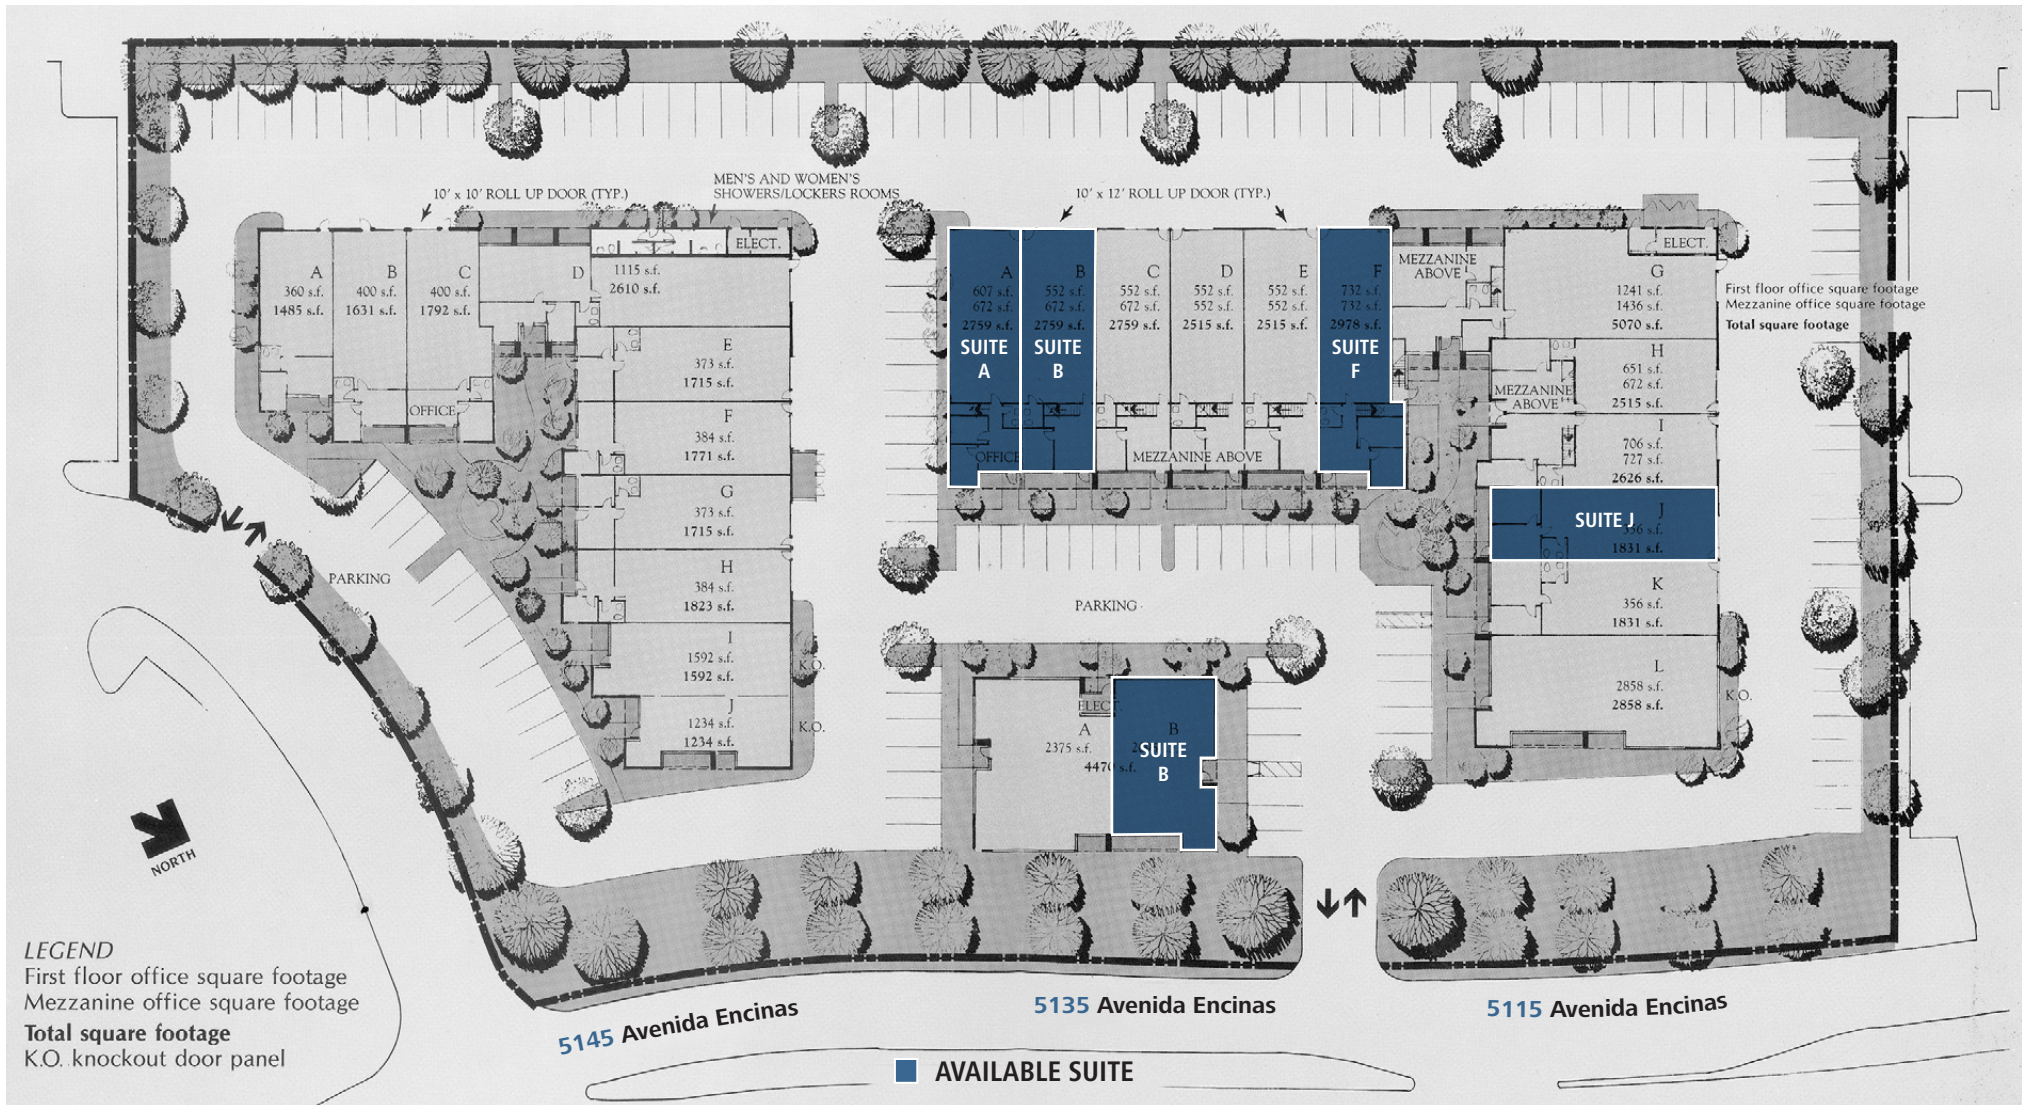 10' x 10' ROLL UP DOOR (TYP.)
MEN'S AND WOMEN'S
SHOWERS/LOCKERS ROOMS
10' x 12' ROLL UP DOOR (TYP.)
A
360 s.f.
1485 s.f.
B
400 s.f.
1631 s.f.
C
400 s.f.
1792 s.f.
OFFICE
D
1115 s.f.
2610 s.f.
ELECT.
E
373 s.f.
1715 s.f.
F
384 s.f.
1771 s.f.
G
373 s.f.
1715 s.f.
H
384 s.f.
1823 s.f.
I
1592 s.f.
1592 s.f.
K.O.
J
1234 s.f.
1234 s.f.
K.O.
PARKING
A
607 s.f.
672 s.f.
2759 s.f.
SUITE
A
OFFICE
B
552 s.f.
672 s.f.
2759 s.f.
SUITE
B
C
552 s.f.
672 s.f.
2759 s.f.
D
552 s.f.
552 s.f.
2515 s.f.
E
552 s.f.
552 s.f.
2515 s.f.
MEZZANINE ABOVE
F
732 s.f.
732 s.f.
2978 s.f.
SUITE
F
MEZZANINE
ABOVE
ELECT.
G
1241 s.f.
1436 s.f.
5070 s.f.
First floor office square footage
Mezzanine office square footage
Total square footage
H
651 s.f.
672 s.f.
2515 s.f.
MEZZANINE
ABOVE
I
706 s.f.
727 s.f.
2626 s.f.
SUITE J
J
356 s.f.
1831 s.f.
K
356 s.f.
1831 s.f.
L
2858 s.f.
2858 s.f.
K.O.
PARKING
ELECT.
A
2375 s.f.
4470 s.f.
B
SUITE
B
NORTH
LEGEND
First floor office square footage
Mezzanine office square footage
Total square footage
K.O. knockout door panel
5145 Avenida Encinas
5135 Avenida Encinas
5115 Avenida Encinas
AVAILABLE SUITE